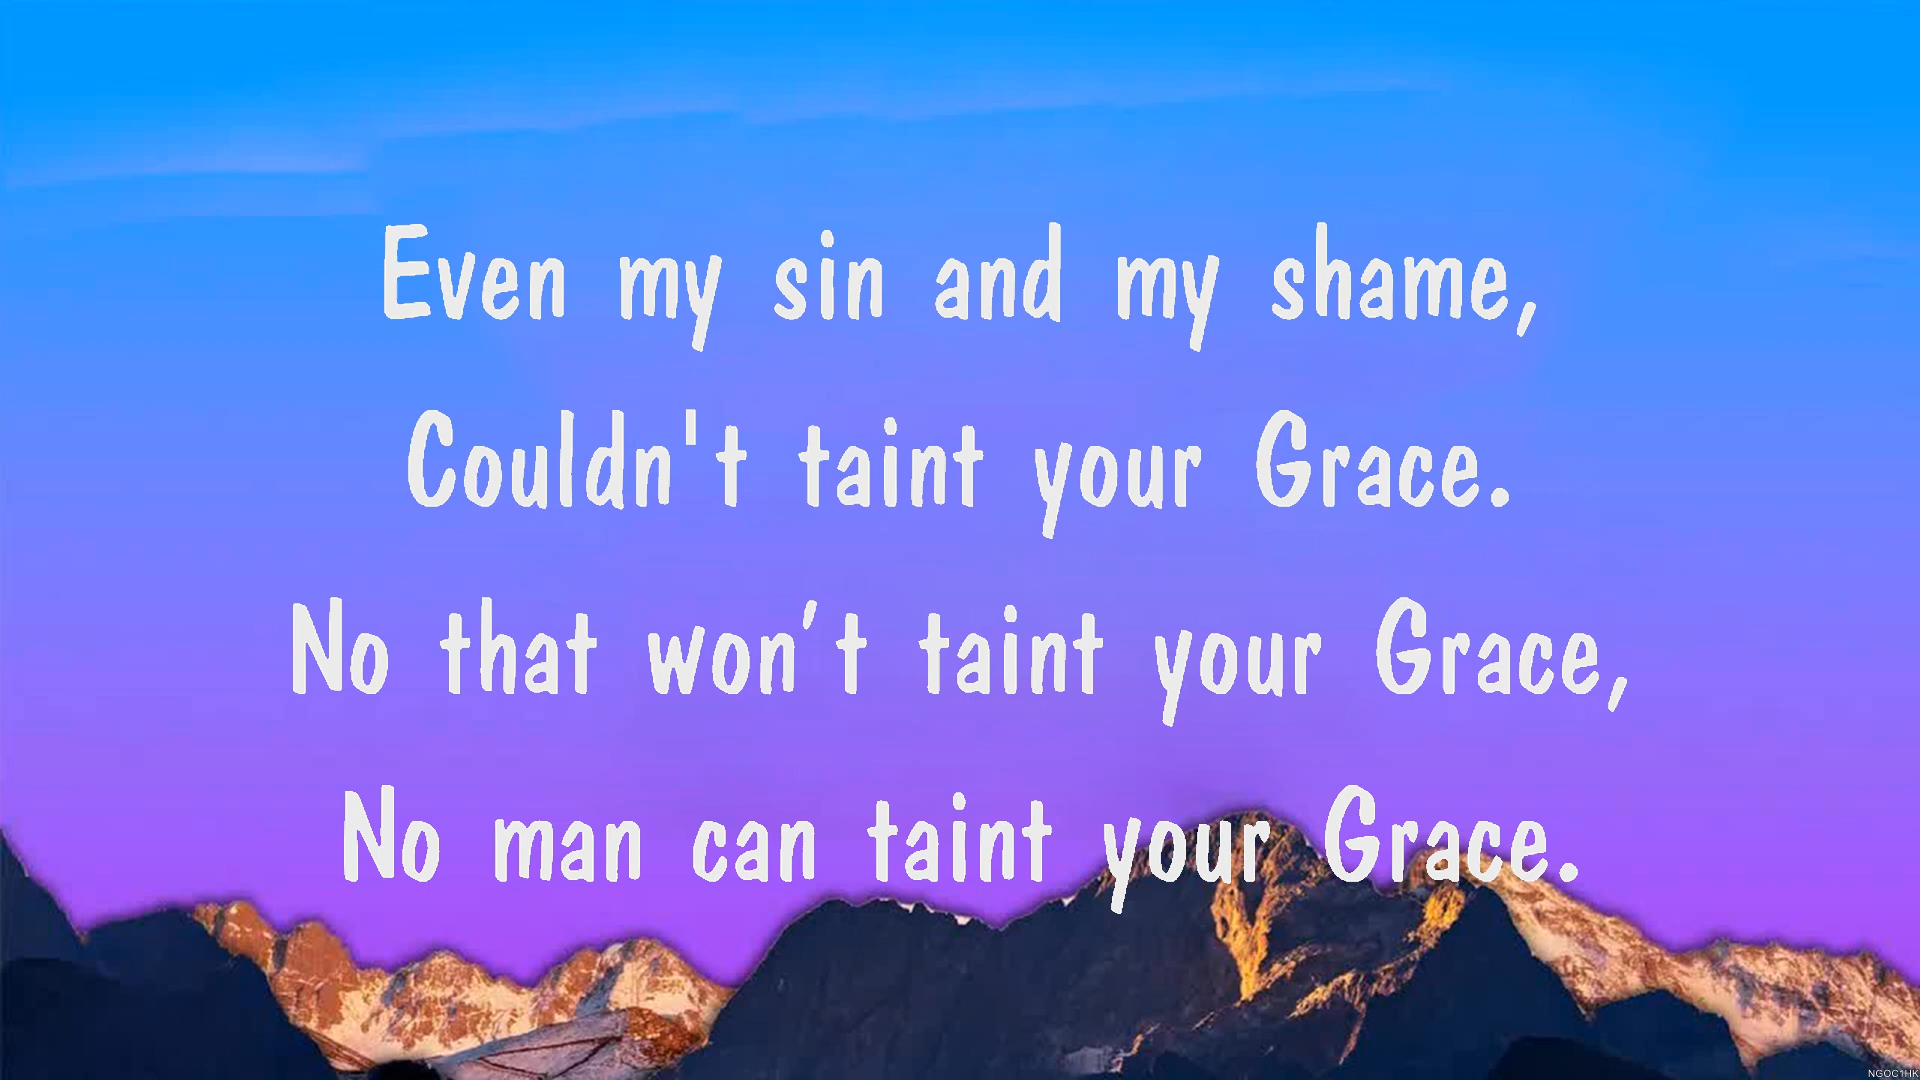 Even my sin and my shame,
Couldn't taint your Grace.
No that won’t taint your Grace,
No man can taint your Grace.
NGOC1HK